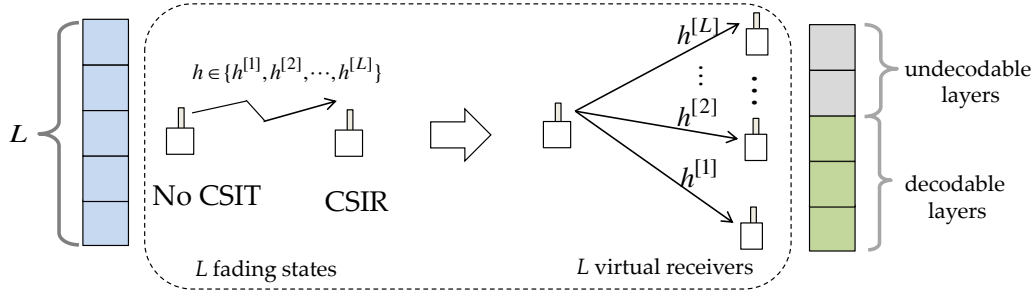 L
h ∈ {h^[1], h^[2], ⋯, h^[L]}
No CSIT
CSIR
L fading states
h^[L]
⋯
⋮
h^[2]
h^[1]
L virtual receivers
undecodable
layers
decodable
layers